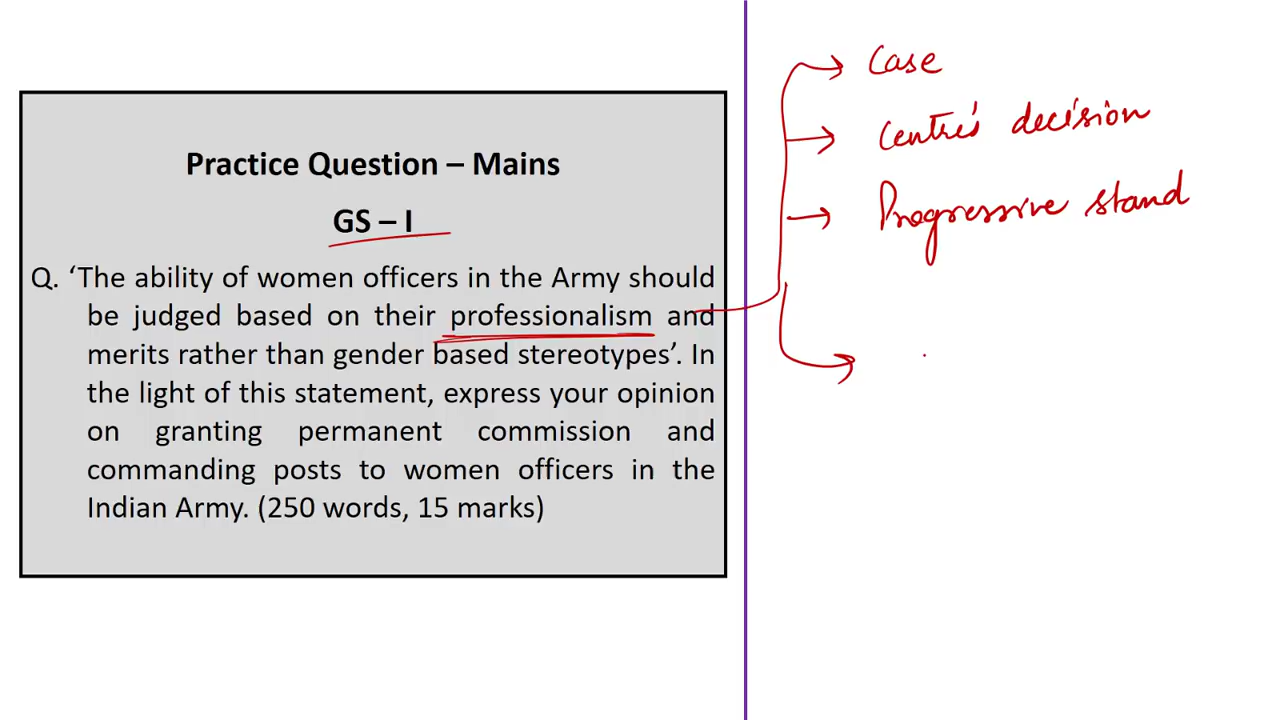 Practice Question – Mains
GS – I
Q. ‘The ability of women officers in the Army should
be judged based on their professionalism and
merits rather than gender based stereotypes’. In
the light of this statement, express your opinion
on granting permanent commission and
commanding posts to women officers in the
Indian Army. (250 words, 15 marks)
Case
Centre's decision
Progressive stand